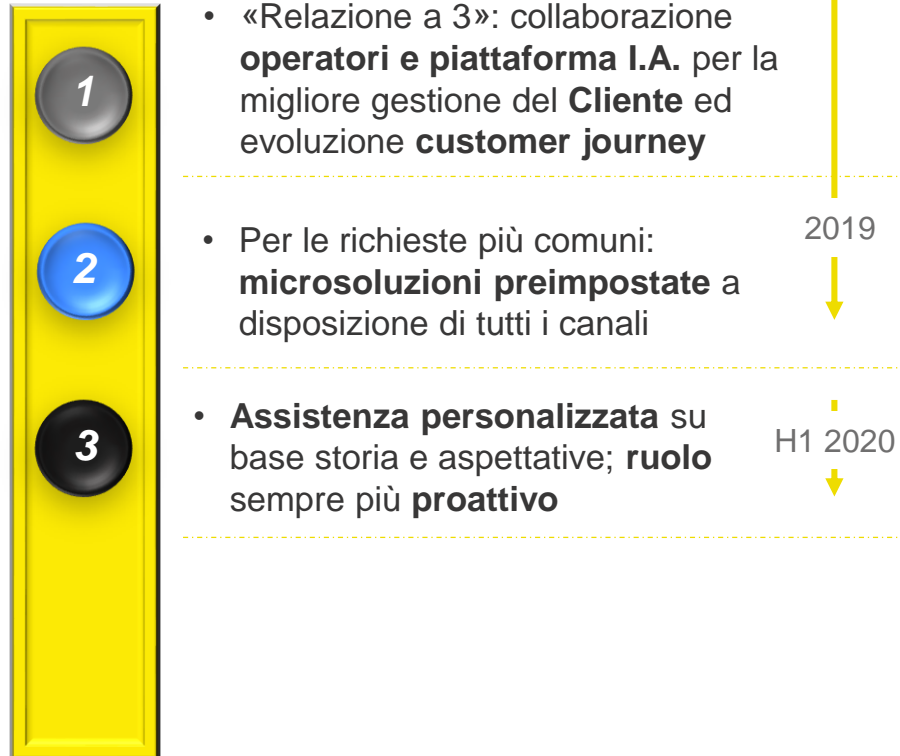 1
• «Relazione a 3»: collaborazione
operatori e piattaforma I.A. per la
migliore gestione del Cliente ed
evoluzione customer journey
2
• Per le richieste più comuni:
microsoluzioni preimpostate a
disposizione di tutti i canali
2019
3
• Assistenza personalizzata su
base storia e aspettative; ruolo
sempre più proattivo
H1 2020